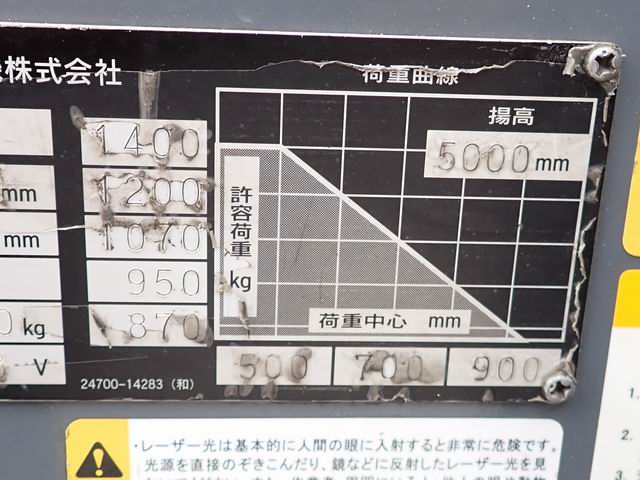 株式会社
荷重曲線
揚高
5000mm
1400
1200
1070
950
870
mm
mm
kg
V
許容荷重
kg
荷重中心 mm
500 700 900
24700-14283 (和)
・レーザー光は基本的に人間の眼に入射すると非常に危険です。
光源を直接のぞきこんだり、鏡などに反射したレーザー光を見
1.
2.
3.